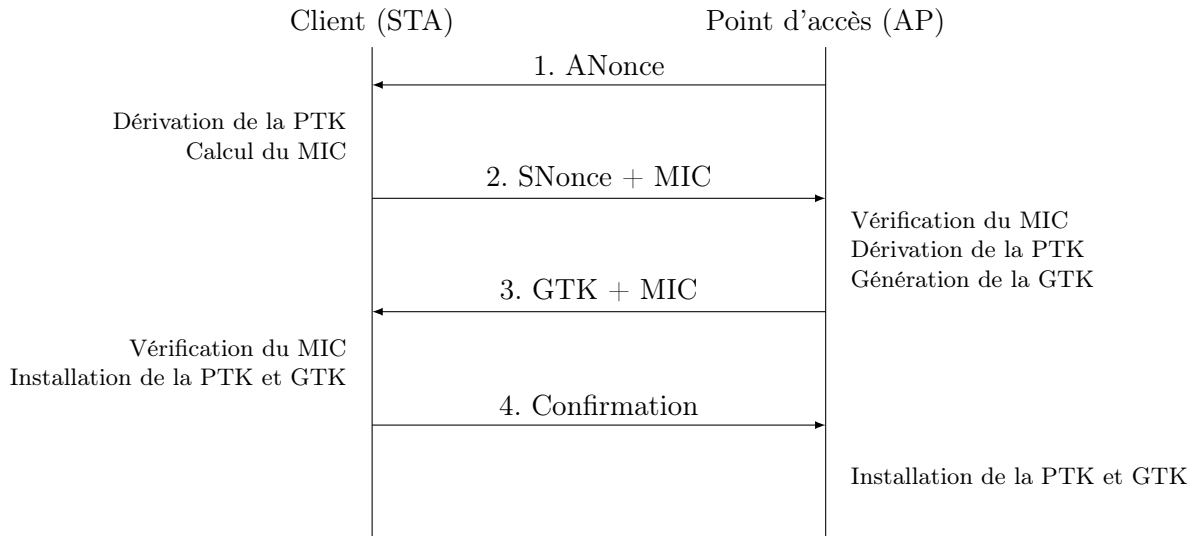 Client (STA)
Point d'accès (AP)
1. ANonce
Dérivation de la PTK
Calcul du MIC
2. SNonce + MIC
Vérification du MIC
Dérivation de la PTK
Génération de la GTK
3. GTK + MIC
Vérification du MIC
Installation de la PTK et GTK
4. Confirmation
Installation de la PTK et GTK